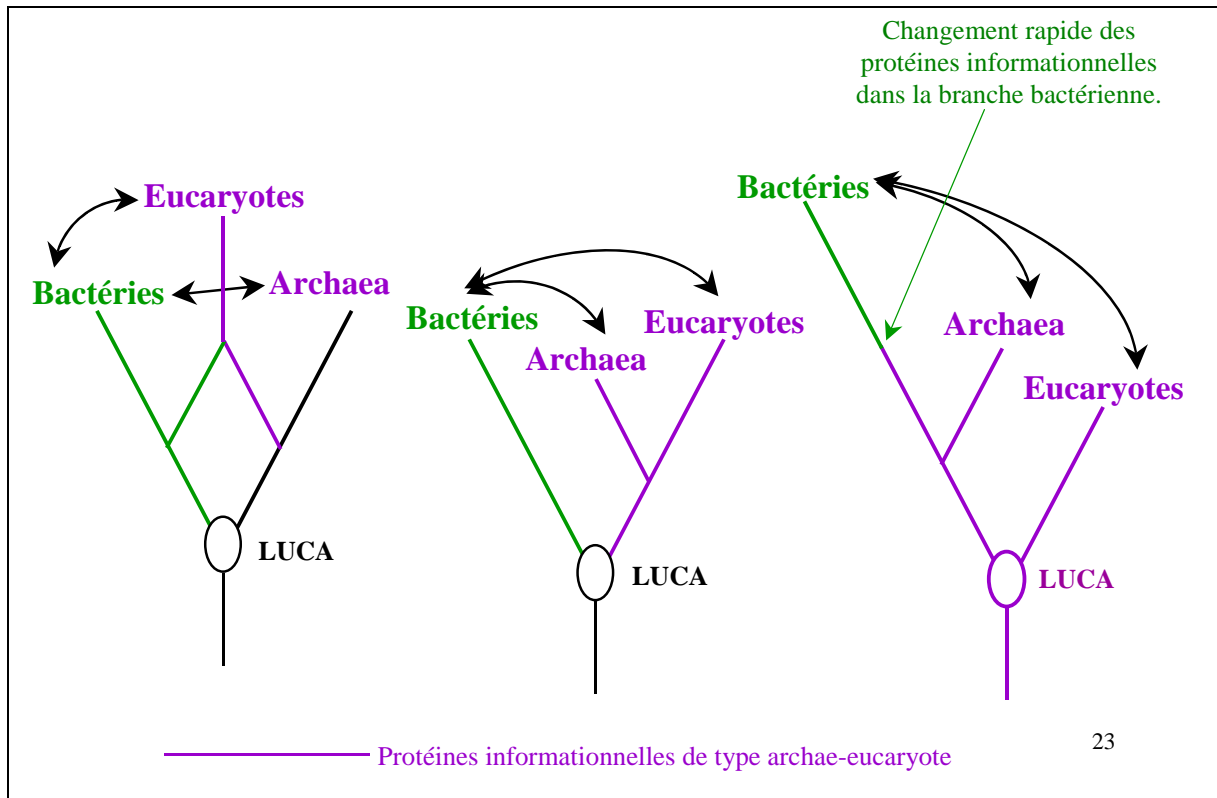 Changement rapide des
protéines informationnelles
dans la branche bactérienne.
Eucaryotes
Bactéries
Archaea
LUCA
Bactéries
Eucaryotes
Archaea
LUCA
Bactéries
Archaea
Eucaryotes
LUCA
Protéines informationnelles de type archae-eucaryote
23